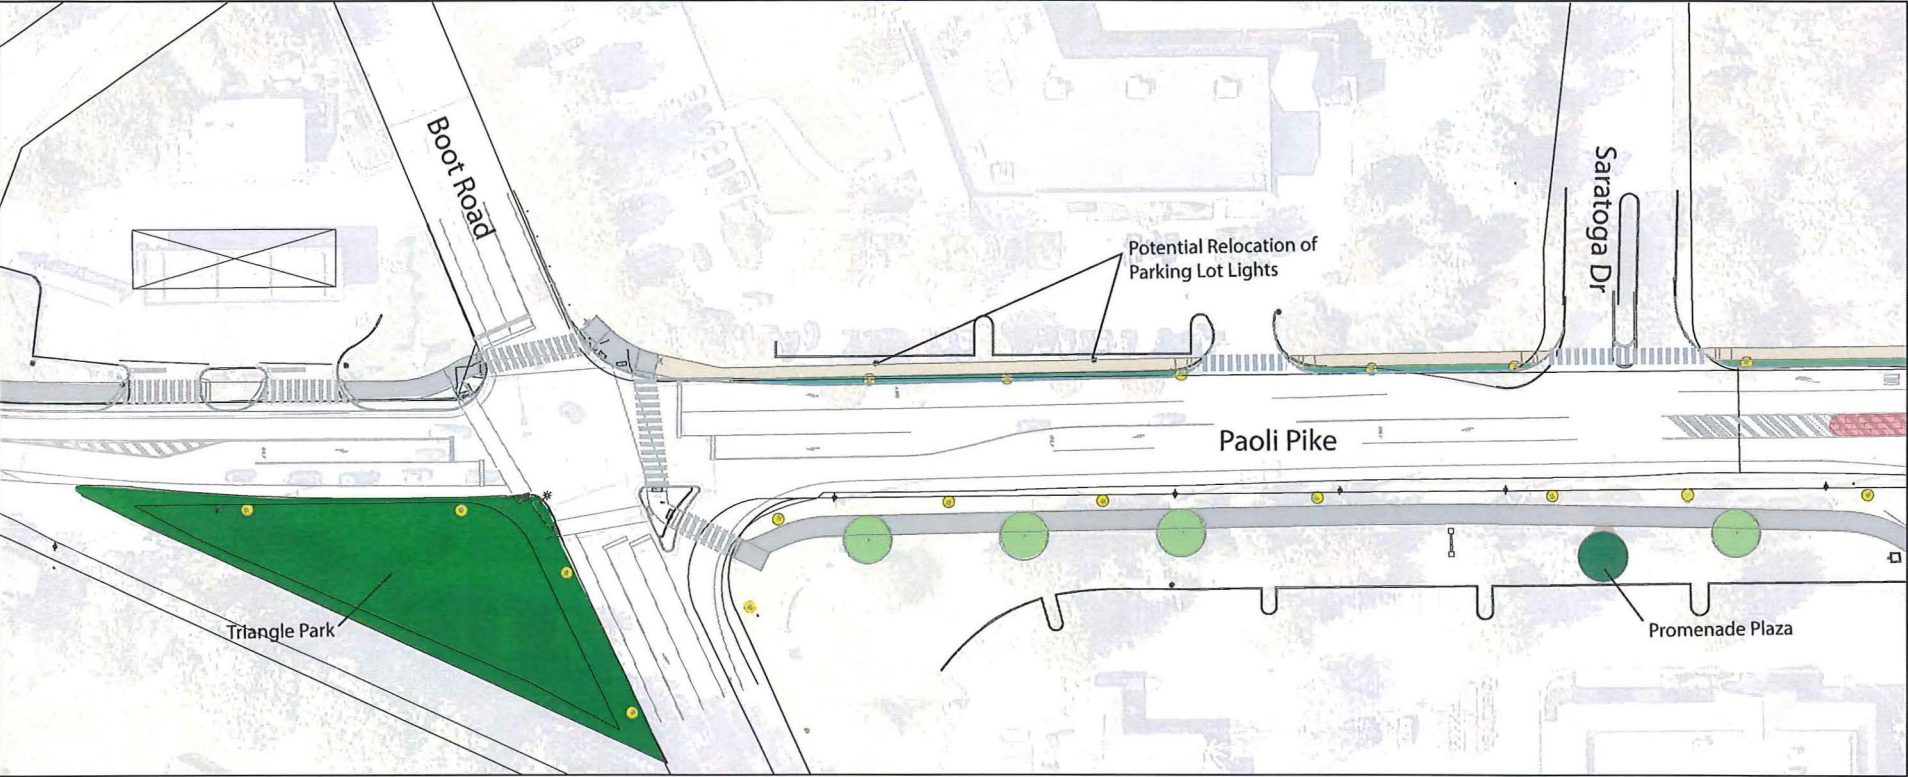 Boot Road
Saratoga Dr
Potential Relocation of
Parking Lot Lights
Paoli Pike
Triangle Park
Promenade Plaza